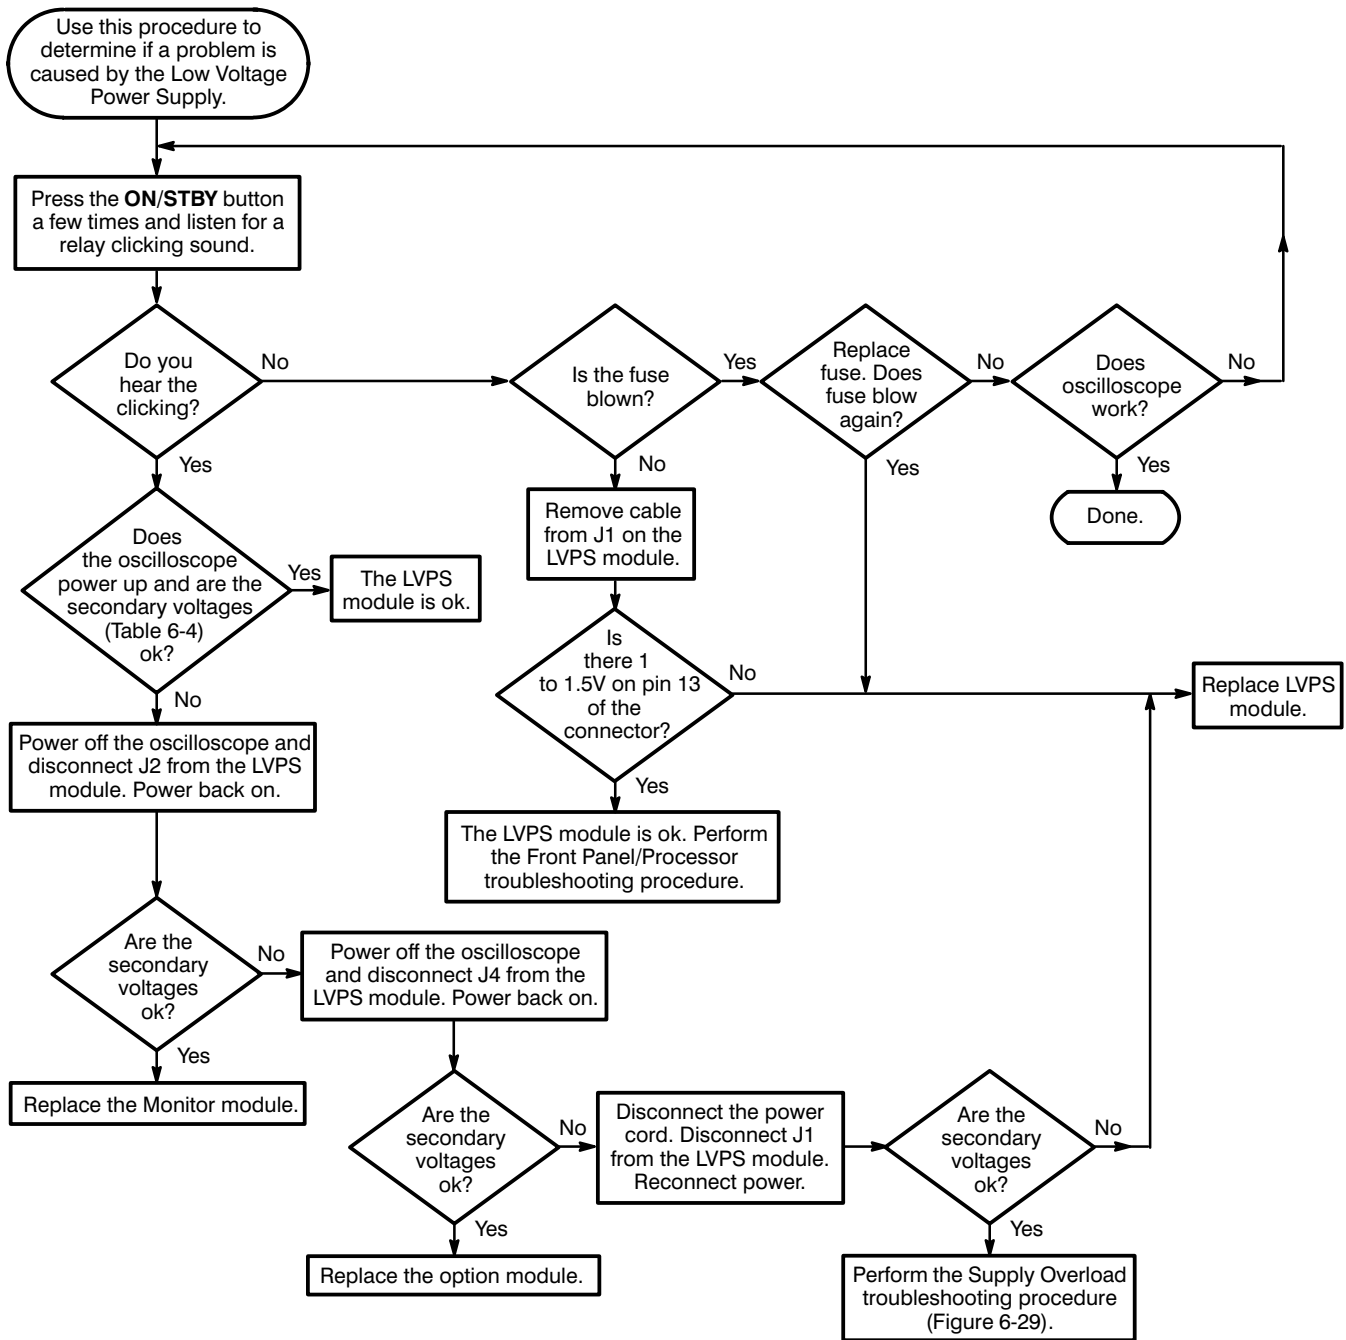 Use this procedure to
determine if a problem is
caused by the Low Voltage
Power Supply.
Press the ON/STBY button
a few times and listen for a
relay clicking sound.
Do you
hear the
clicking?
No
Yes
Is the fuse
blown?
Yes
No
Replace
fuse. Does
fuse blow
again?
No
Yes
Does
oscilloscope
work?
No
Yes
Done.
Does
the oscilloscope
power up and are the
secondary voltages
(Table 6-4)
ok?
Yes
No
The LVPS
module is ok.
Remove cable
from J1 on the
LVPS module.
Is
there 1
to 1.5V on pin 13
of the
connector?
No
Yes
Replace LVPS
module.
Power off the oscilloscope and
disconnect J2 from the LVPS
module. Power back on.
The LVPS module is ok. Perform
the Front Panel/Processor
troubleshooting procedure.
Are the
secondary
voltages
ok?
No
Yes
Power off the oscilloscope
and disconnect J4 from the
LVPS module. Power back on.
Replace the Monitor module.
Are the
secondary
voltages
ok?
No
Yes
Disconnect the power
cord. Disconnect J1
from the LVPS module.
Reconnect power.
Are the
secondary
voltages
ok?
No
Yes
Replace the option module.
Perform the Supply Overload
troubleshooting procedure
(Figure 6-29).